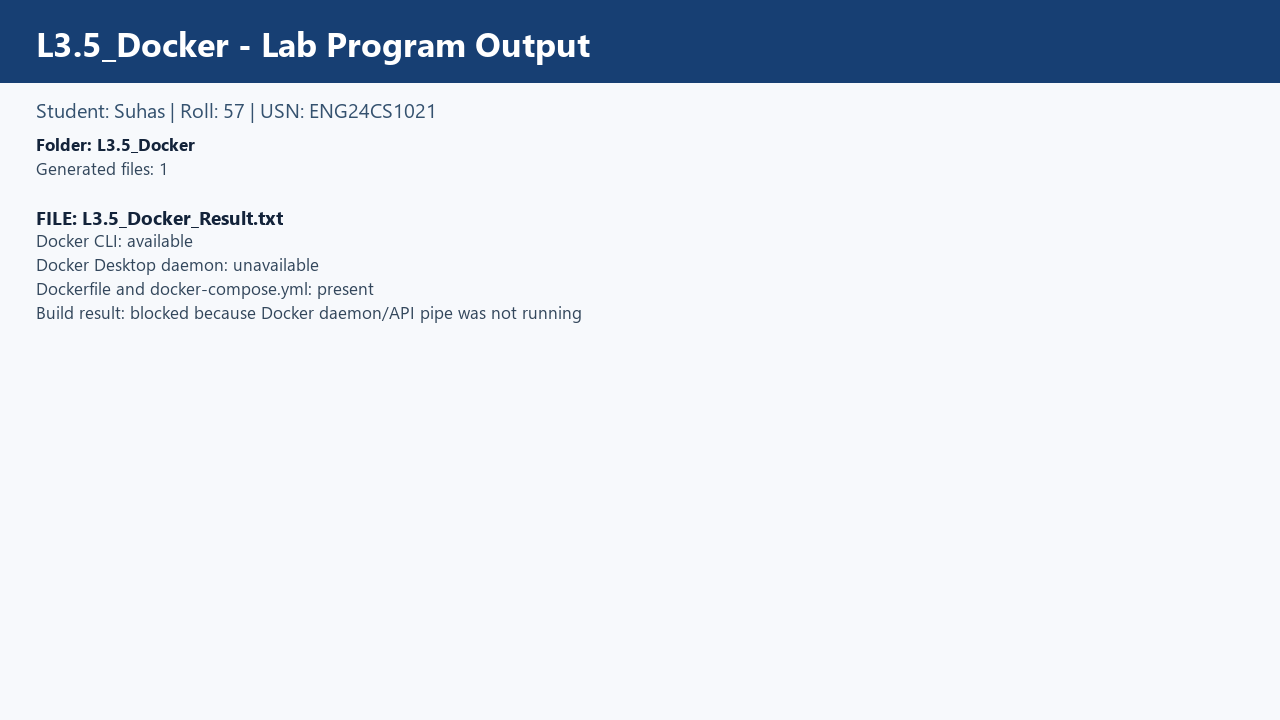 L3.5_Docker - Lab Program Output
Student: Suhas | Roll: 57 | USN: ENG24CS1021
Folder: L3.5_Docker
Generated files: 1
FILE: L3.5_Docker_Result.txt
Docker CLI: available
Docker Desktop daemon: unavailable
Dockerfile and docker-compose.yml: present
Build result: blocked because Docker daemon/API pipe was not running